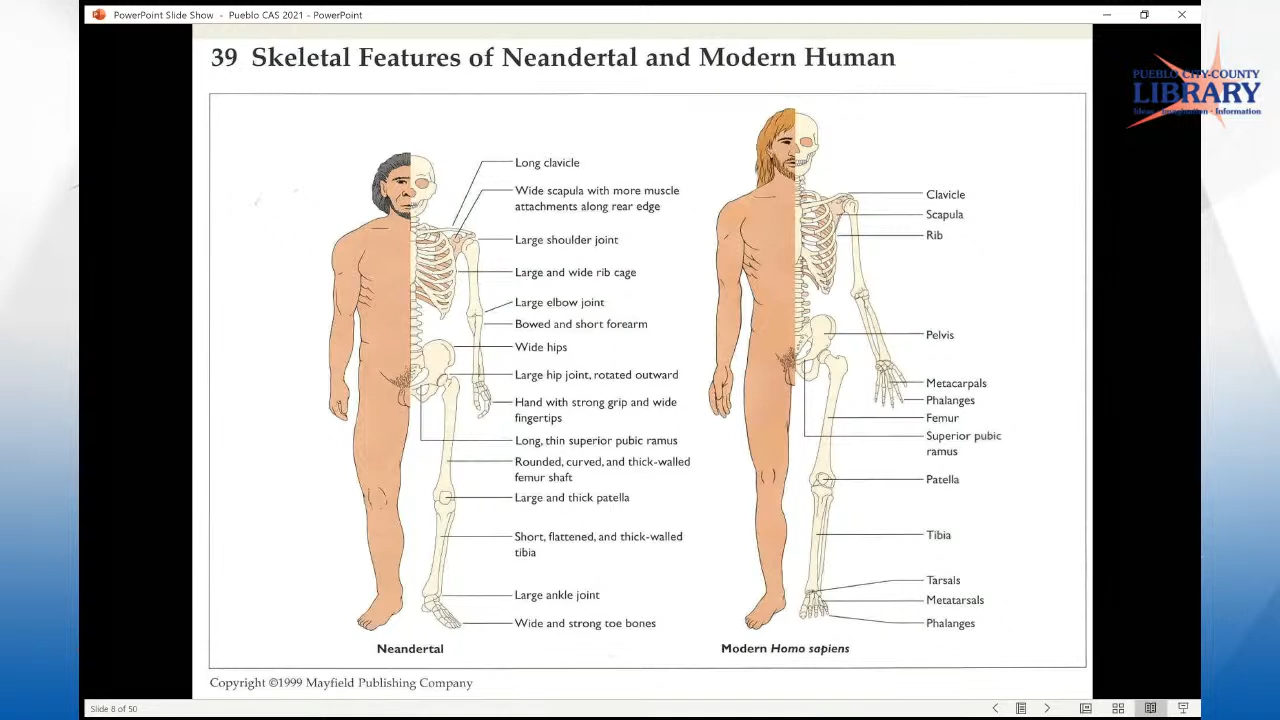 PowerPoint Slide Show - Pueblo CAS 2021 - PowerPoint
39 Skeletal Features of Neandertal and Modern Human
PUEBLO CITY-COUNTY
LIBRARY
Ideas • Imagination • Information
Long clavicle
Wide scapula with more muscle
attachments along rear edge
Large shoulder joint
Large and wide rib cage
Large elbow joint
Bowed and short forearm
Wide hips
Large hip joint, rotated outward
Hand with strong grip and wide
fingertips
Long, thin superior pubic ramus
Rounded, curved, and thick-walled
femur shaft
Large and thick patella
Short, flattened, and thick-walled
tibia
Large ankle joint
Wide and strong toe bones
Neandertal
Clavicle
Scapula
Rib
Pelvis
Metacarpals
Phalanges
Femur
Superior pubic
ramus
Patella
Tibia
Tarsals
Metatarsals
Phalanges
Modern Homo sapiens
Copyright ©1999 Mayfield Publishing Company
Slide 8 of 50